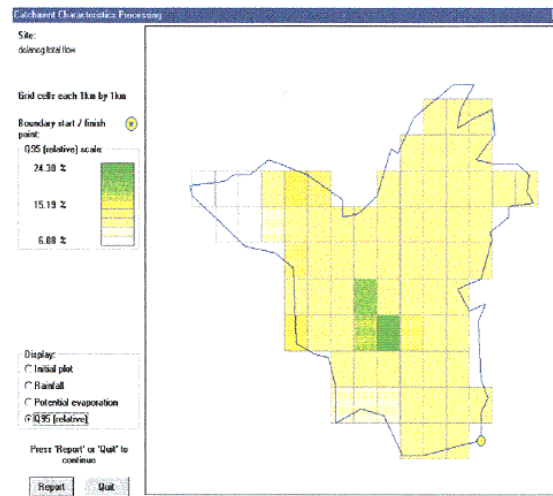 Catchment Characteristics Processing
Site:
dolanog total flow
Grid cells each 1km by 1km
Boundary start / finish
point:
Q95 (relative) scale:
24.30 %
15.19 %
6.08 %
Display:
Initial plot
Rainfall
Potential evaporation
Q95 (relative)
Press 'Report' or 'Quit' to
continue
Report Quit